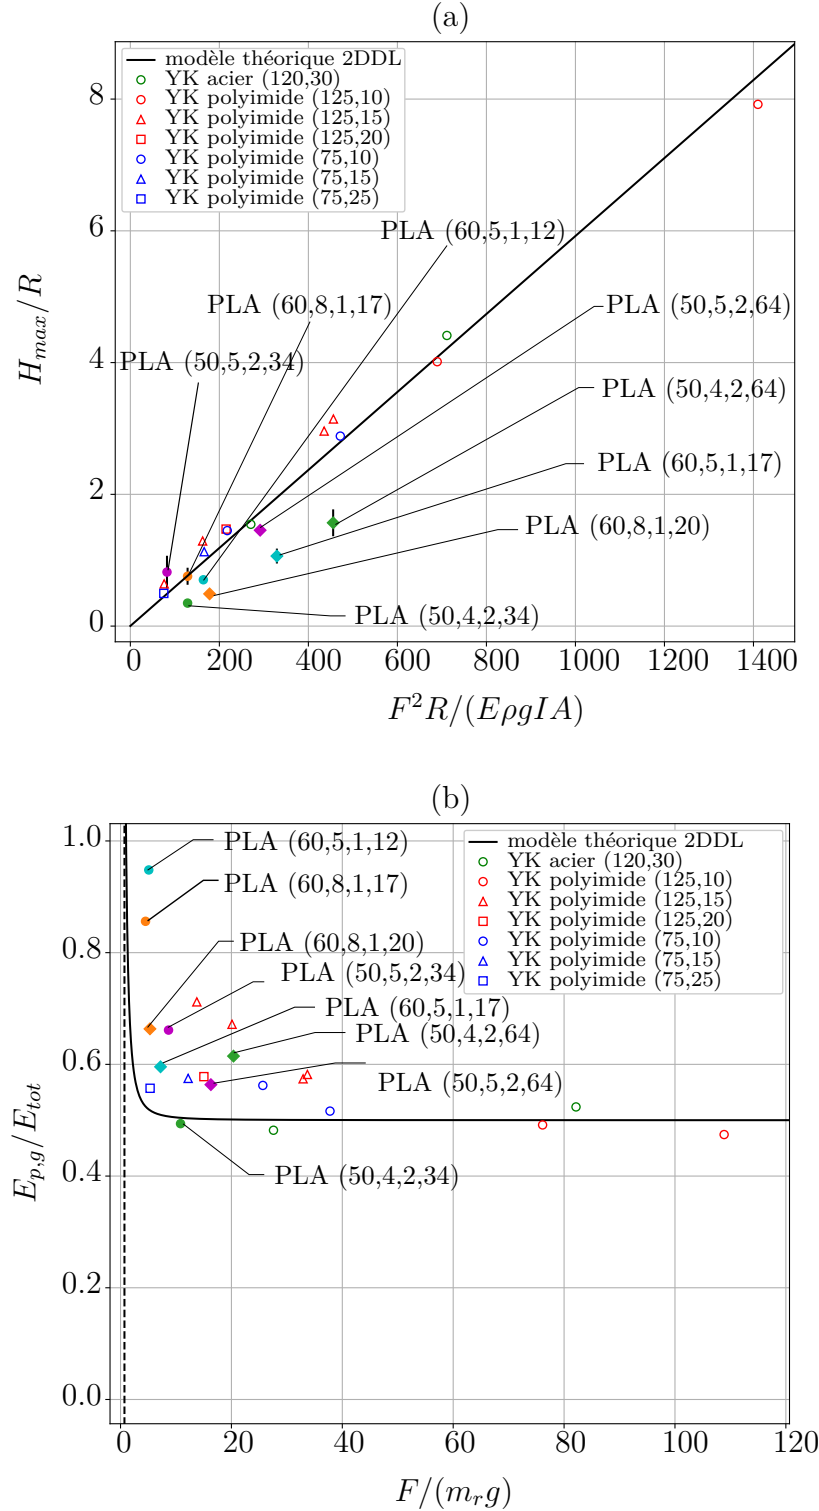 (a)
modèle théorique 2DDL
YK acier (120,30)
YK polyimide (125,10)
YK polyimide (125,15)
YK polyimide (125,20)
YK polyimide (75,10)
YK polyimide (75,15)
YK polyimide (75,25)
8
6
4
2
0
H_{max}/R
PLA (60,5,1,12)
PLA (60,8,1,17)
PLA (50,5,2,64)
PLA (50,5,2,34)
PLA (50,4,2,64)
PLA (60,5,1,17)
PLA (60,8,1,20)
PLA (50,4,2,34)
0 200 400 600 800 1000 1200 1400
F^2R/(EρgIA)
(b)
modèle théorique 2DDL
YK acier (120,30)
YK polyimide (125,10)
YK polyimide (125,15)
YK polyimide (125,20)
YK polyimide (75,10)
YK polyimide (75,15)
YK polyimide (75,25)
1.0
0.8
0.6
0.4
0.2
0.0
E_{p,g}/E_{tot}
PLA (60,5,1,12)
PLA (60,8,1,17)
PLA (60,8,1,20)
PLA (50,5,2,34)
PLA (60,5,1,17)
PLA (50,4,2,64)
PLA (50,5,2,64)
PLA (50,4,2,34)
0 20 40 60 80 100 120
F/(m_rg)